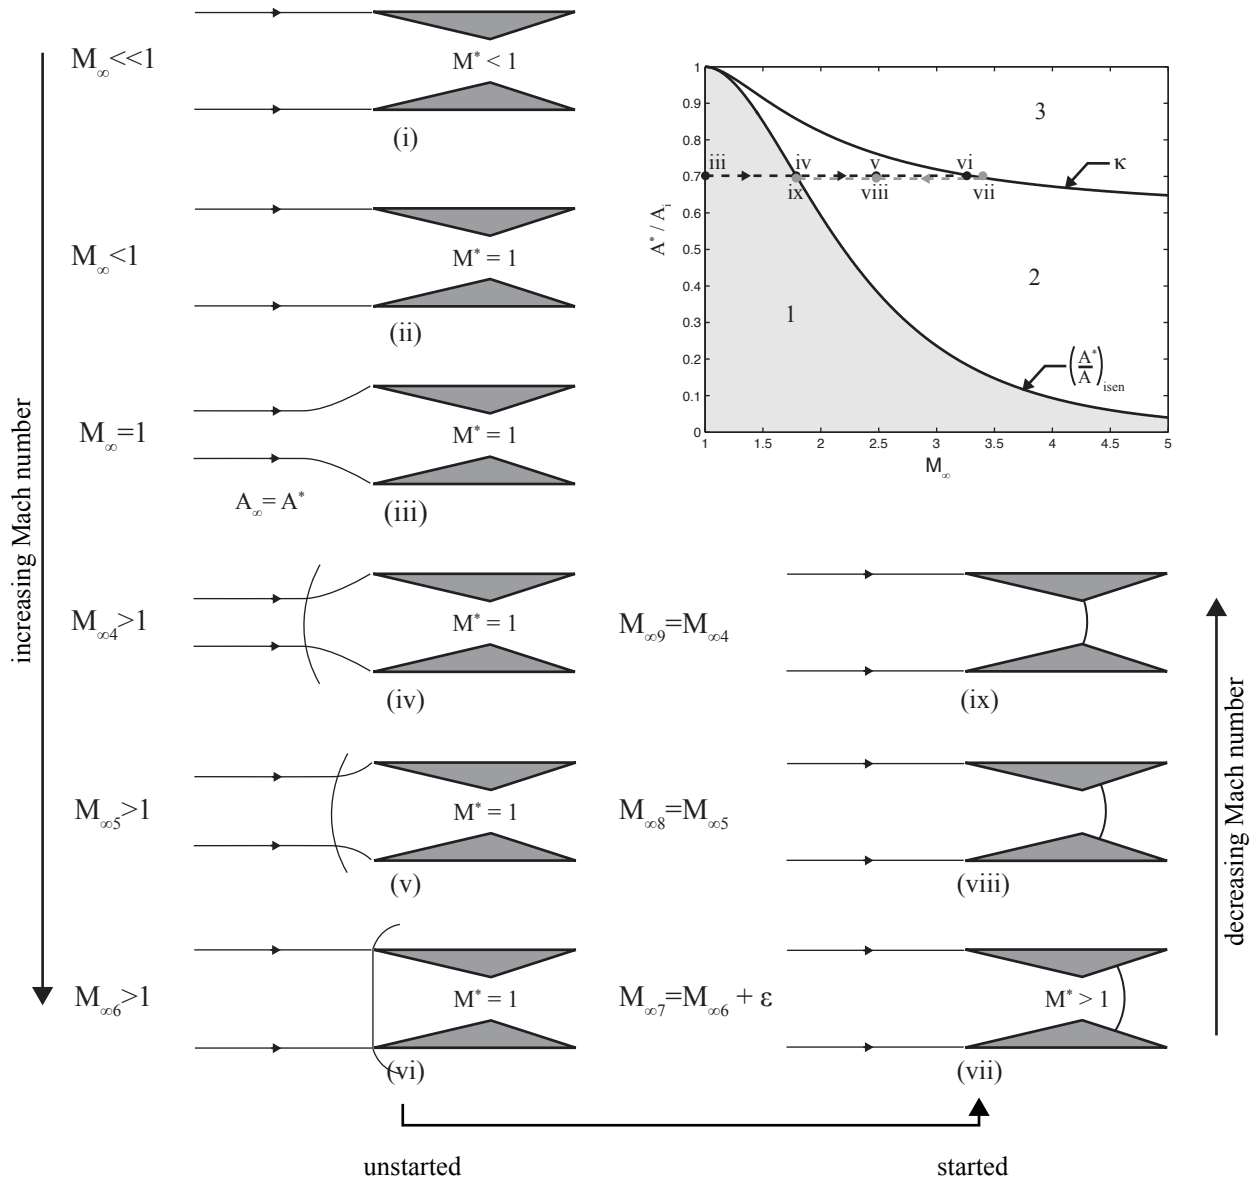 M∞<<1
M* < 1
(i)
M∞<1
M* = 1
(ii)
M∞=1
M* = 1
A∞= A*
(iii)
M∞4>1
M* = 1
(iv)
M∞5>1
M* = 1
(v)
M∞6>1
M* = 1
(vi)
increasing Mach number
unstarted
1
0.9
0.8
0.7
0.6
0.5
0.4
0.3
0.2
0.1
0
A* / Ai
1
1.5
2
2.5
3
3.5
4
4.5
5
M∞
3
κ
iii
iv
v
vi
ix
viii
vii
2
1
(A*/A)isen
M∞9=M∞4
(ix)
M∞8=M∞5
(viii)
M∞7=M∞6 + ε
M* > 1
(vii)
decreasing Mach number
started